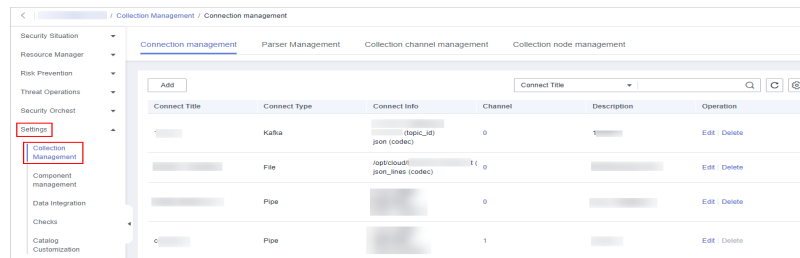 / Collection Management / Connection management
Security Situation
Resource Manager
Risk Prevention
Threat Operations
Security Orchest
Settings
Collection
Management
Component
management
Data Integration
Checks
Catalog
Customization
Connection management Parser Management Collection channel management Collection node management
Add Connect Title
Connect Title Connect Type Connect Info Channel Description Operation
Kafka (topic_id) 0 Edit Delete
json (codec)
File /opt/cloud/ 0 Edit Delete
json_lines (codec)
Pipe 0 Edit Delete
Pipe 1 Edit Delete